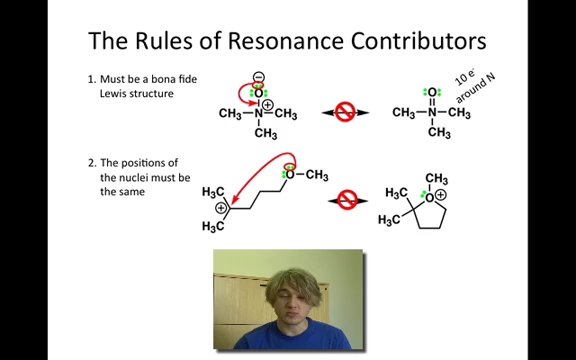 The Rules of Resonance Contributors
1. Must be a bona fide
Lewis structure
O
CH₃—N—CH₃
CH₃
O
CH₃—N—CH₃
CH₃
10 e⁻
around N
2. The positions of
the nuclei must be
the same
H₃C
H₃C
O—CH₃
CH₃
H₃C
O
H₃C